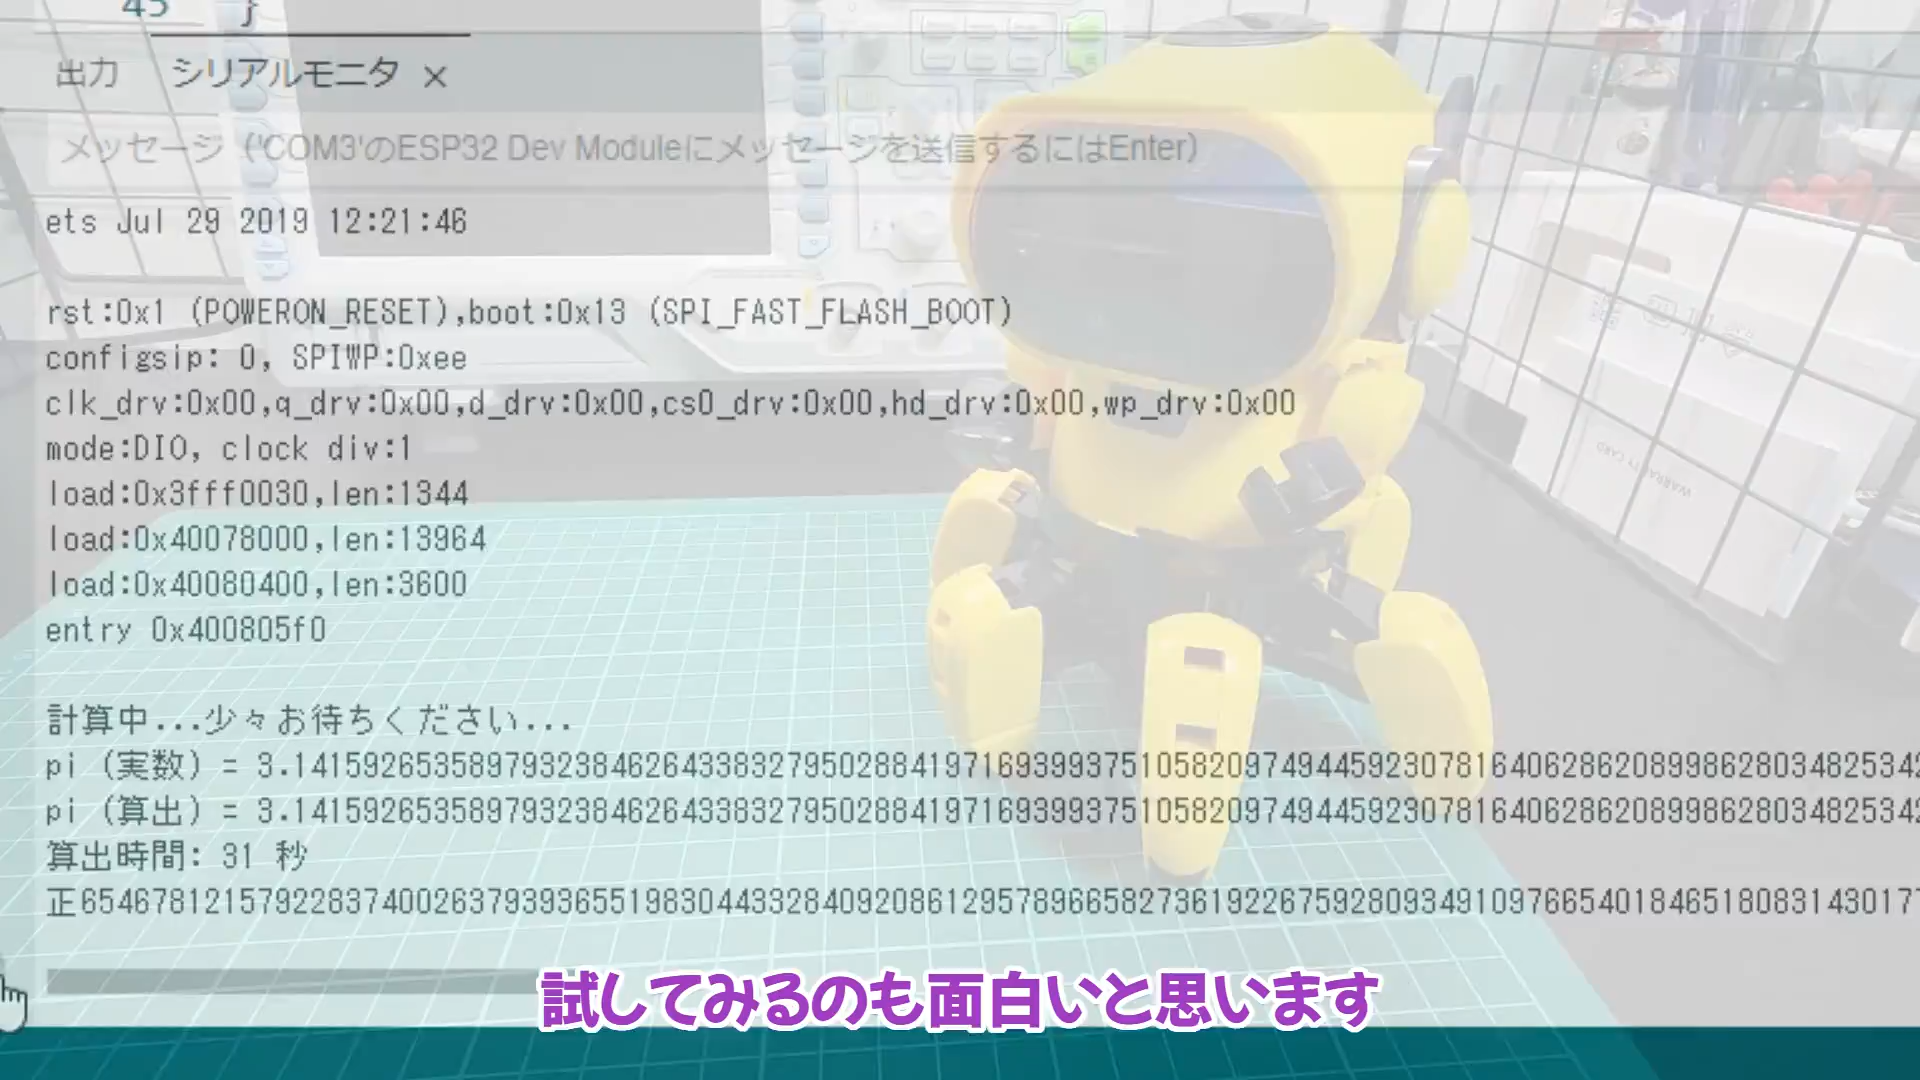 45 }
出力 シリアルモニタ ×
メッセージ ('COM3'のESP32 Dev Moduleにメッセージを送信するにはEnter)
ets Jul 29 2019 12:21:46
rst:0x1 (POWERON_RESET),boot:0x13 (SPI_FAST_FLASH_BOOT)
configsip: 0, SPIWP:0xee
clk_drv:0x00,q_drv:0x00,d_drv:0x00,cs0_drv:0x00,hd_drv:0x00,wp_drv:0x00
mode:DIO, clock div:1
load:0x3fff0030,len:1344
load:0x40078000,len:13964
load:0x40080400,len:3600
entry 0x400805f0
計算中...少々お待ちください...
pi (実数) = 3.141592653589793238462643383279502884197169399375105820974944592307816406286208998628034825342
pi (算出) = 3.141592653589793238462643383279502884197169399375105820974944592307816406286208998628034825342
算出時間: 31 秒
正654678121579228374002637939365519830443328409208612957896658273619226759280934910976654018465180831430177
WARRANTY CARD
試してみるのも面白いと思います